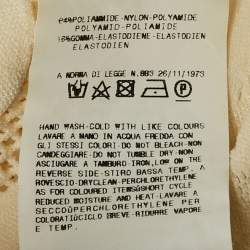 84%POLIAMMIDE-NYLON-POLYAMIDE
POLYAMID-POLIAMIDE
16%GOMMA-ELASTODIENE-ELASTODIEN
ELASTODIEN
A NORMA DI LEGGE N.883 26/11/1973
P
HAND WASH-COLD WITH LIKE COLOURS
LAVARE A MANO IN ACQUA FREDDA CON
GLI STESSI COLORI-DO NOT BLEACH-NON
CANDEGGIARE-DO NOT TUMBLE DRY-NON
ASCIUGARE IN TAMBURO-IRON,LOW ON THE
REVERSE SIDE-STIRO BASSA TEMP. A
ROVESCIO-DRYCLEAN-PERCHLORETHYLENE
AS FOR COLOURED ITEMS&SHORT CYCLE
REDUCED MOISTURE AND HEAT-LAVARE A
SECCO&PERCHLORETHYLENE PER
COLORATI&CICLO BREVE-RIDURRE VAPORE
E TEMP.